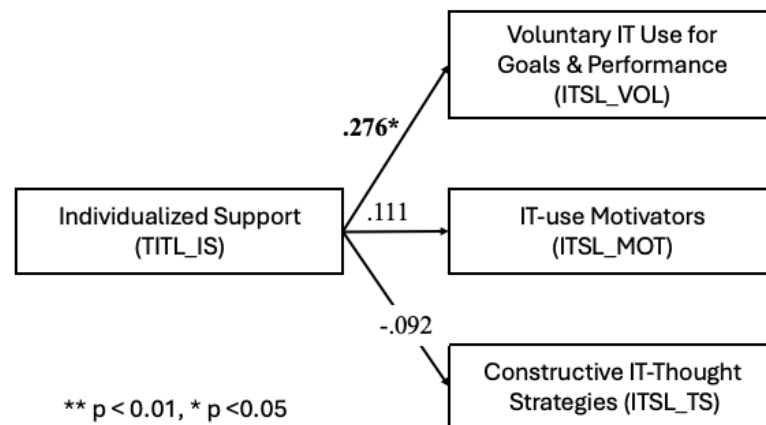 Voluntary IT Use for
Goals & Performance
(ITSL_VOL)
.276*
Individualized Support
(TITL_IS)
.111
IT-use Motivators
(ITSL_MOT)
-.092
Constructive IT-Thought
Strategies (ITSL_TS)
** p < 0.01, * p <0.05